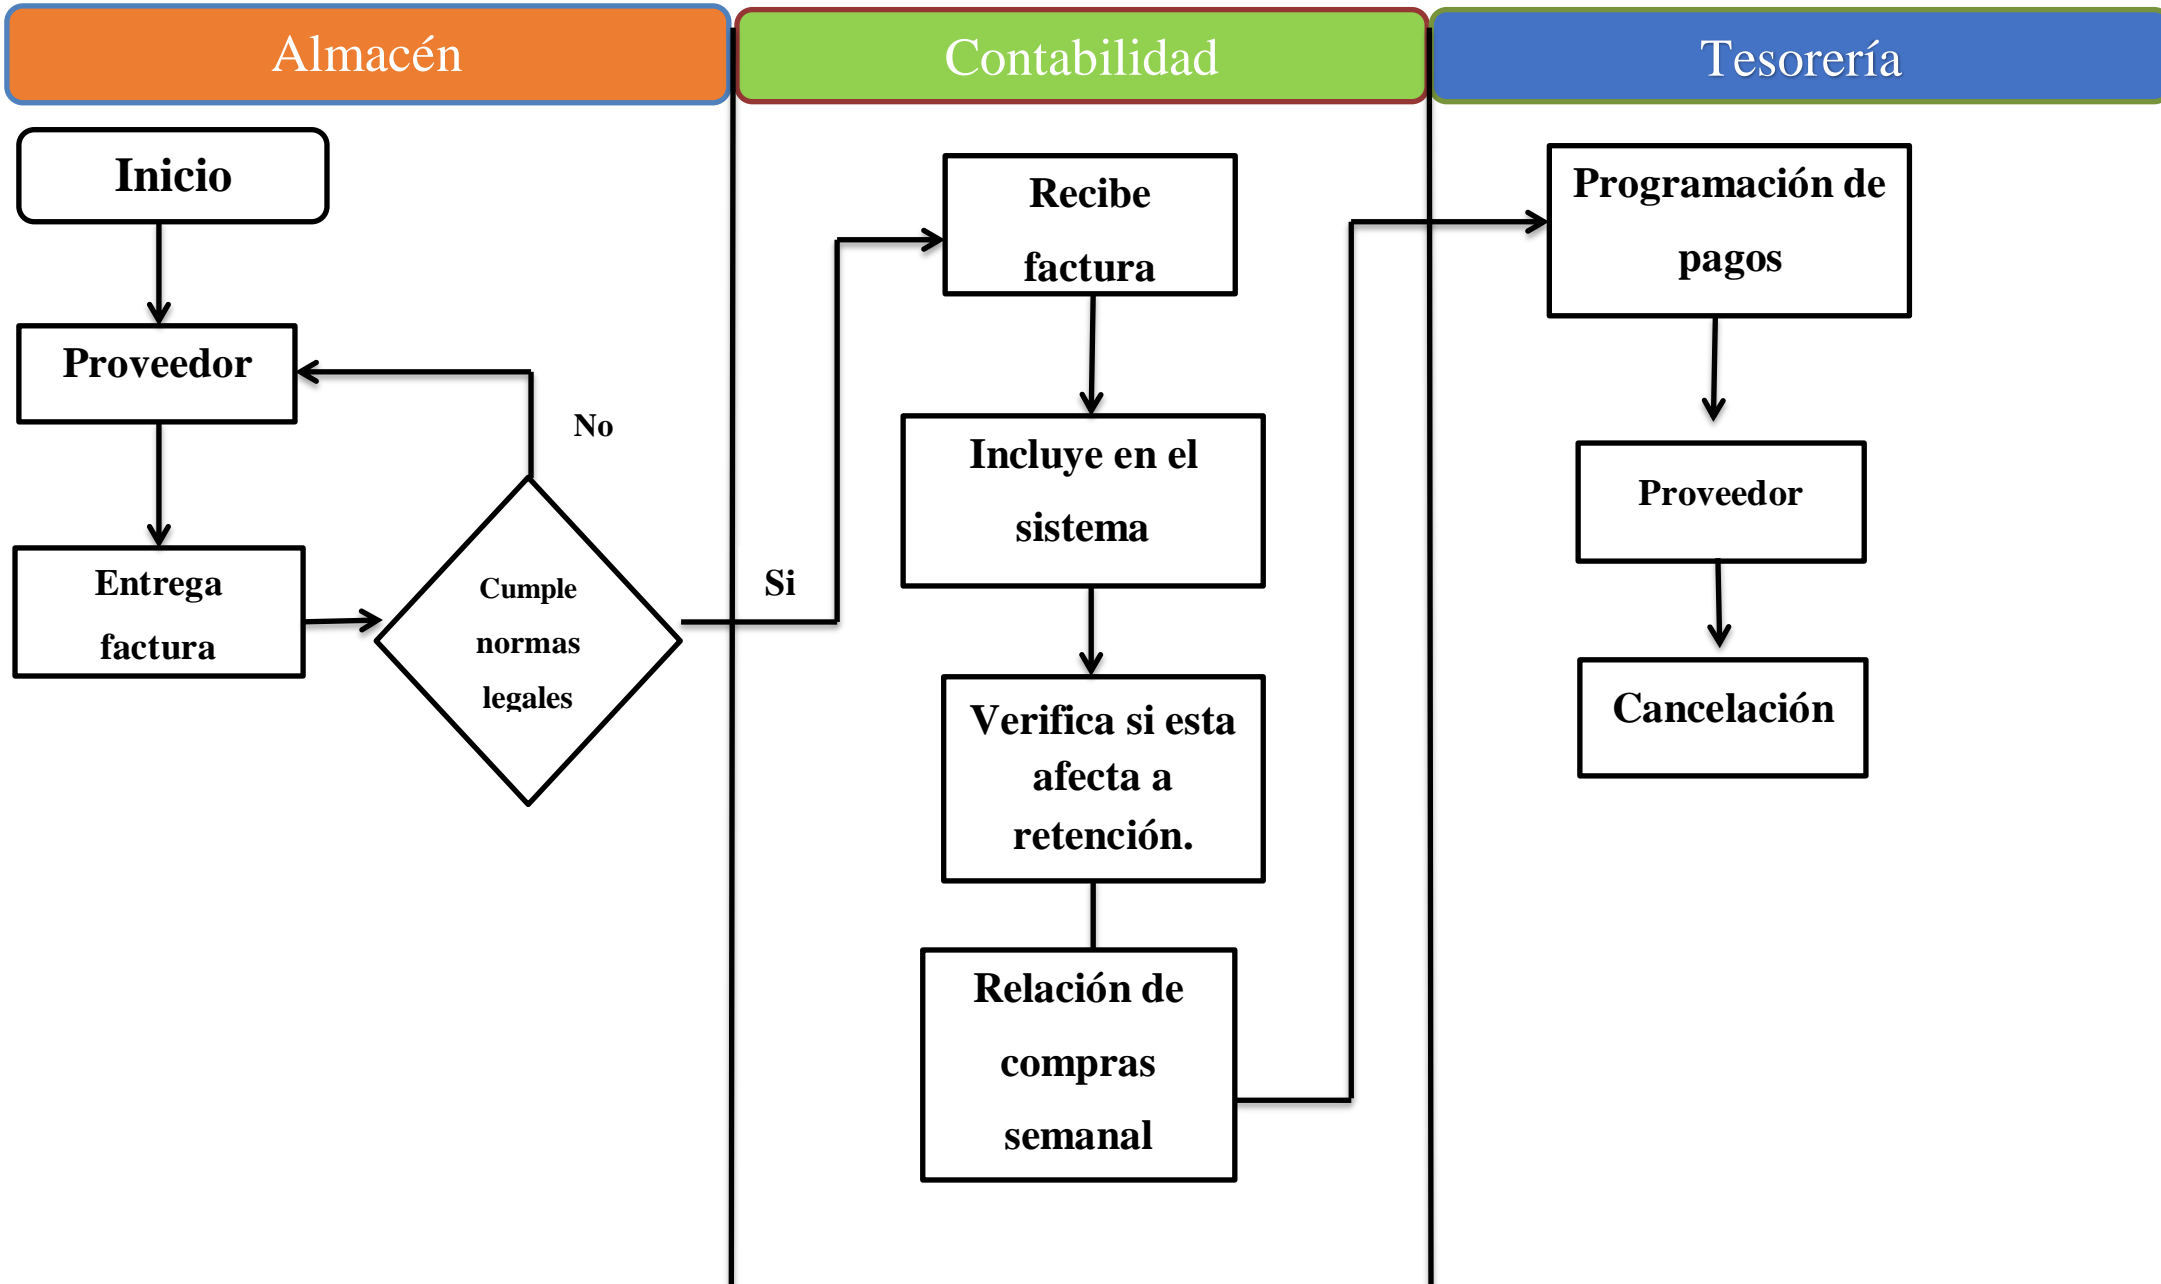 Almacén
Contabilidad
Tesorería
Inicio
Proveedor
No
Entrega
factura
Cumple
normas
legales
Si
Recibe
factura
Incluye en el
sistema
Verifica si esta
afecta a
retención.
Relación de
compras
semanal
Programación de
pagos
Proveedor
Cancelación